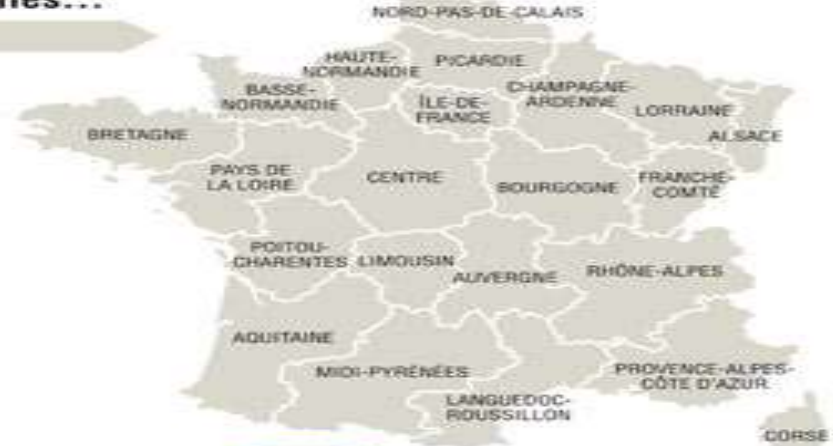 NORD-PAS-DE-CALAIS
HAUTE-
NORMANDIE
PICARDIE
BASSE-
NORMANDIE
ÎLE-DE-
FRANCE
CHAMPAGNE-
ARDENNE
LORRAINE
ALSACE
BRETAGNE
PAYS DE
LA LOIRE
CENTRE
BOURGOGNE
FRANCHE-
COMTÉ
POITOU-
CHARENTES
LIMOUSIN
AUVERGNE
RHÔNE-ALPES
AQUITAINE
MIDI-PYRÉNÉES
LANGUEDOC-
ROUSSILLON
PROVENCE-ALPES-
CÔTE D'AZUR
CORSE